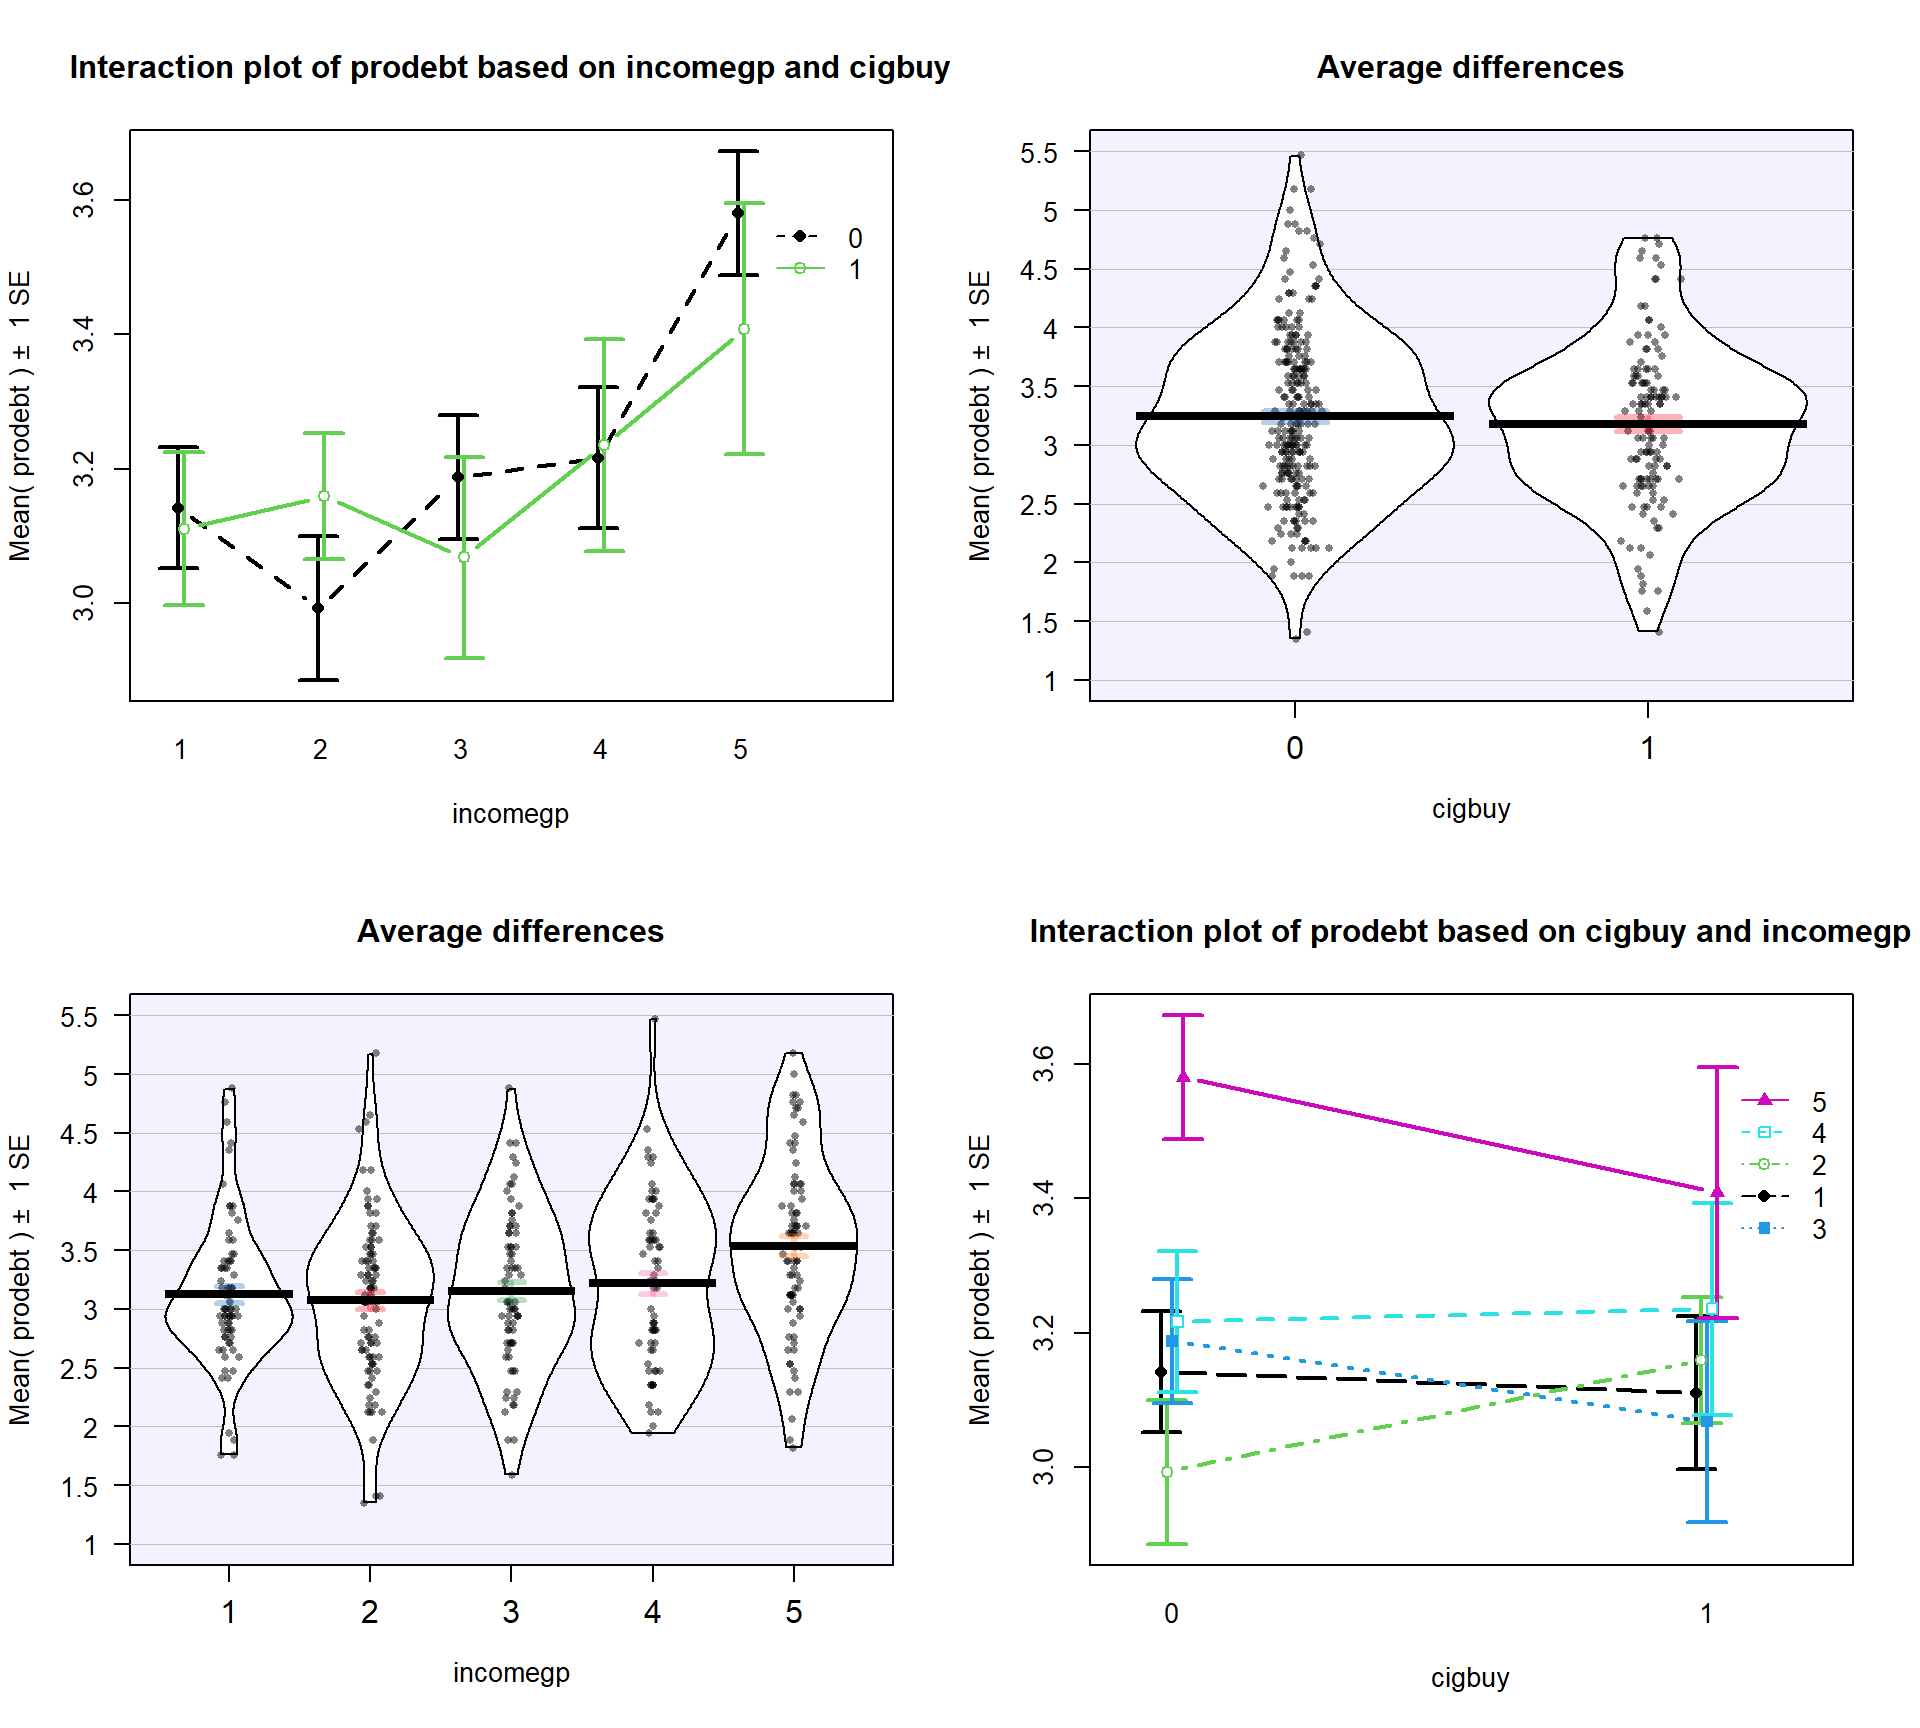 Interaction plot of prodebt based on incomegp and cigbuy
Mean( prodebt ) ± 1 SE
3.6
3.4
3.2
3.0
0
1
1 2 3 4 5
incomegp
Average differences
Mean( prodebt ) ± 1 SE
5.5
5
4.5
4
3.5
3
2.5
2
1.5
1
0 1
cigbuy
Average differences
Mean( prodebt ) ± 1 SE
5.5
5
4.5
4
3.5
3
2.5
2
1.5
1
1 2 3 4 5
incomegp
Interaction plot of prodebt based on cigbuy and incomegp
Mean( prodebt ) ± 1 SE
3.6
3.4
3.2
3.0
5
4
2
1
3
0 1
cigbuy